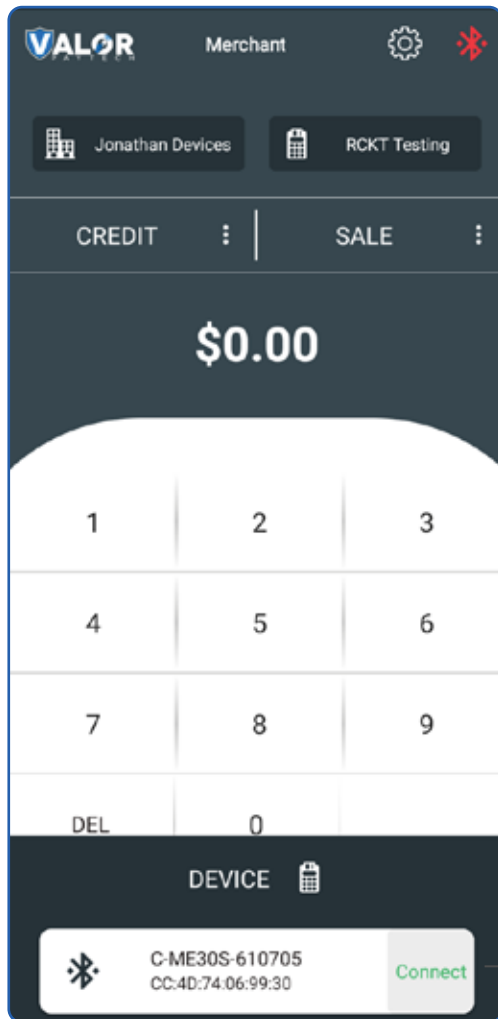 VALOR Merchant
PAYTECH
Jonathan Devices RCKT Testing
CREDIT SALE
$0.00
1 2 3
4 5 6
7 8 9
DEL 0
DEVICE
C-ME30S-610705
CC:4D:74:06:99:30
Connect